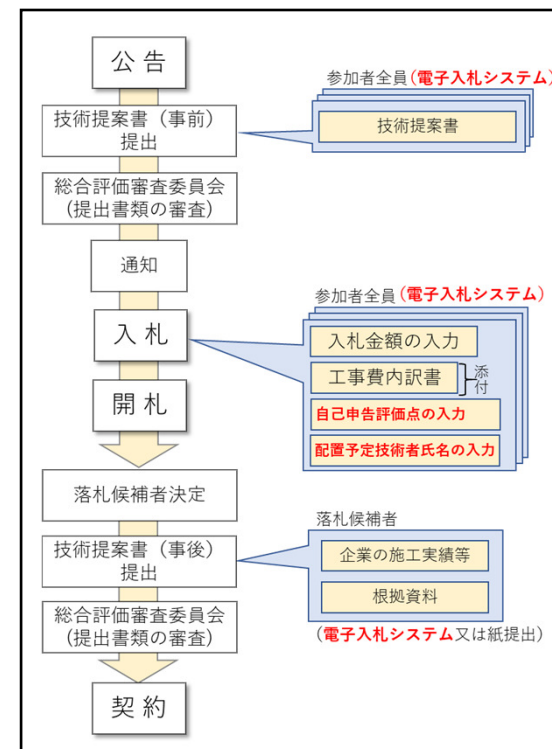 公 告
参加者全員(電子入札システム)
技術提案書（事前）
提出
技術提案書
総合評価審査委員会
(提出書類の審査)
通知
参加者全員(電子入札システム)
入 札
入札金額の入力
工事費内訳書
添付
自己申告評価点の入力
配置予定技術者氏名の入力
開 札
落札候補者決定
落札候補者
技術提案書（事後）
提出
企業の施工実績等
根拠資料
(電子入札システム又は紙提出)
総合評価審査委員会
(提出書類の審査)
契 約